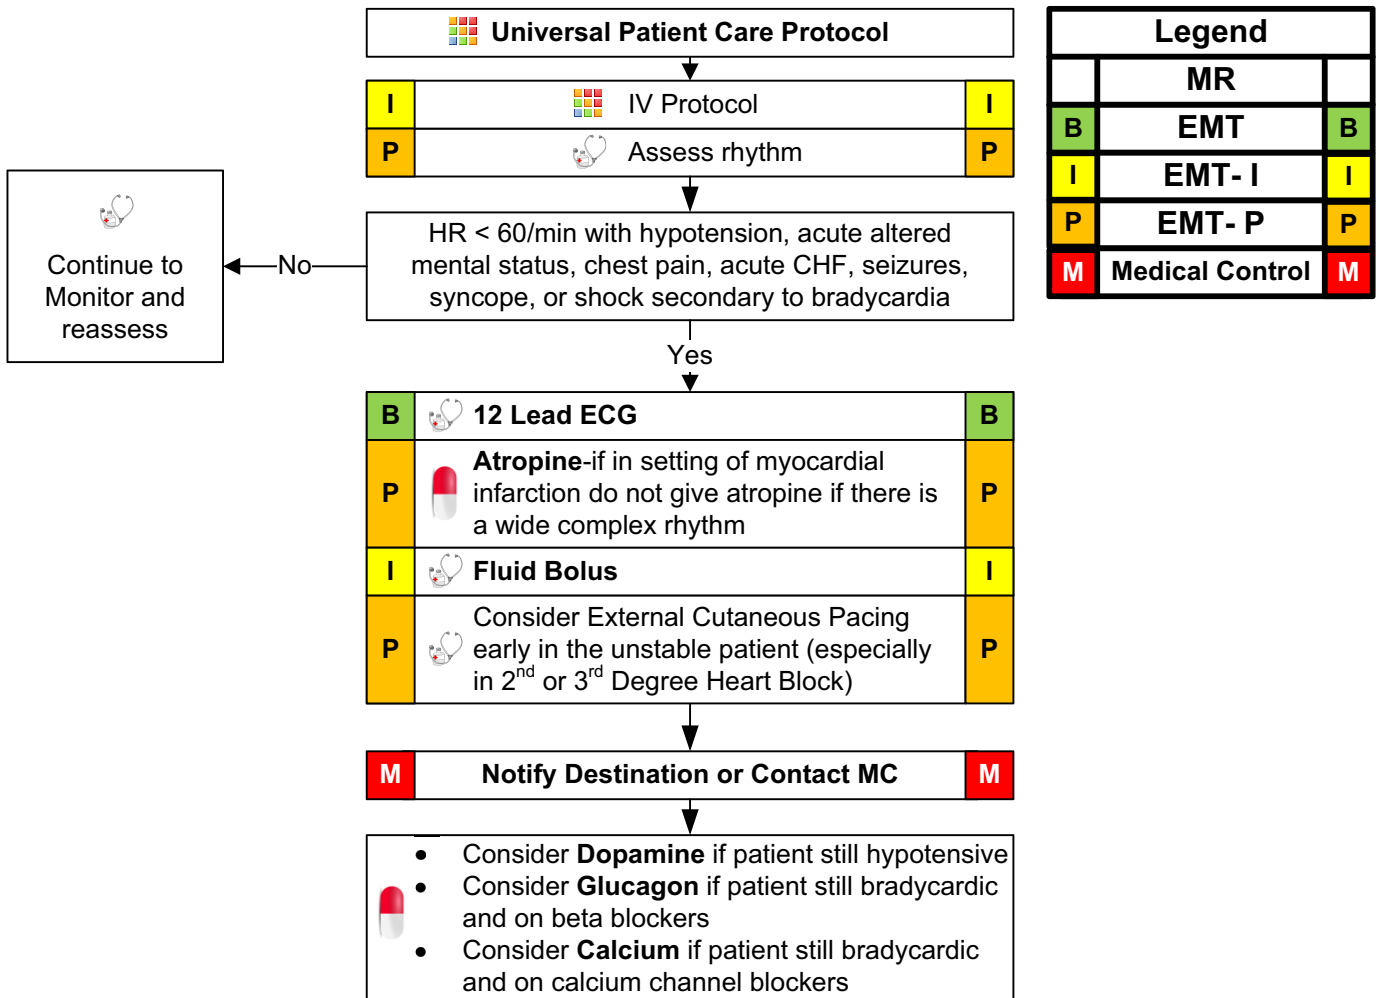 Universal Patient Care Protocol
I IV Protocol I
P Assess rhythm P
HR < 60/min with hypotension, acute altered
mental status, chest pain, acute CHF, seizures,
syncope, or shock secondary to bradycardia
No
Continue to
Monitor and
reassess
Yes
B 12 Lead ECG B
P Atropine-if in setting of myocardial
infarction do not give atropine if there is
a wide complex rhythm P
I Fluid Bolus I
P Consider External Cutaneous Pacing
early in the unstable patient (especially
in 2nd or 3rd Degree Heart Block) P
M Notify Destination or Contact MC M
• Consider Dopamine if patient still hypotensive
• Consider Glucagon if patient still bradycardic
and on beta blockers
• Consider Calcium if patient still bradycardic
and on calcium channel blockers
Legend
MR
B EMT B
I EMT- I I
P EMT- P P
M Medical Control M